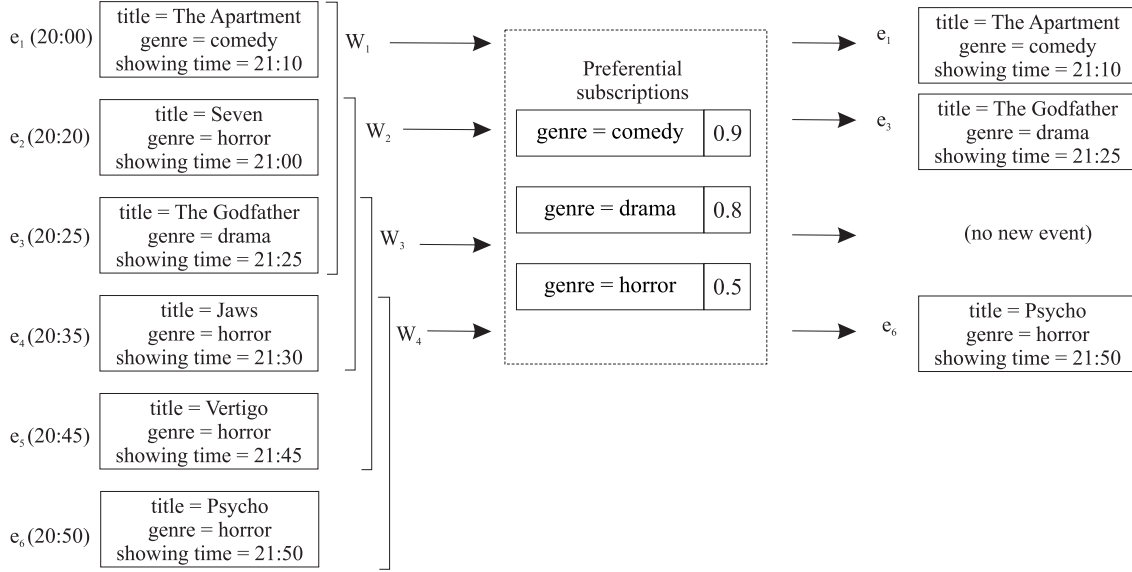 e1 (20:00)
title = The Apartment
genre = comedy
showing time = 21:10
e2 (20:20)
title = Seven
genre = horror
showing time = 21:00
e3 (20:25)
title = The Godfather
genre = drama
showing time = 21:25
e4 (20:35)
title = Jaws
genre = horror
showing time = 21:30
e5 (20:45)
title = Vertigo
genre = horror
showing time = 21:45
e6 (20:50)
title = Psycho
genre = horror
showing time = 21:50
W1
W2
W3
W4
Preferential
subscriptions
genre = comedy 0.9
genre = drama 0.8
genre = horror 0.5
e1
title = The Apartment
genre = comedy
showing time = 21:10
e3
title = The Godfather
genre = drama
showing time = 21:25
(no new event)
e6
title = Psycho
genre = horror
showing time = 21:50